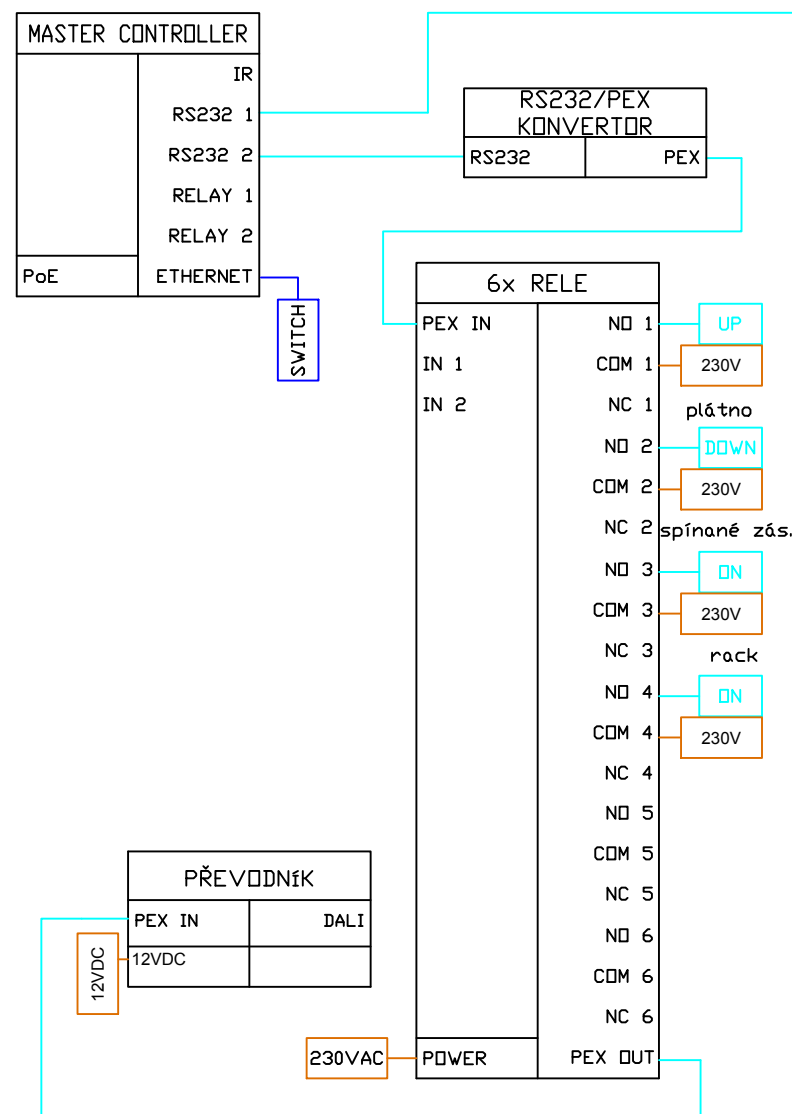 MASTER CONTROLLER
IR
RS232 1
RS232 2
RELAY 1
RELAY 2
PoE
ETHERNET
SWITCH
RS232/PEX
KONVERTOR
RS232
PEX
6x RELE
PEX IN
IN 1
IN 2
NO 1
UP
COM 1
230V
NC 1
plátno
NO 2
DOWN
COM 2
230V
NC 2
spínané zás.
NO 3
ON
COM 3
230V
NC 3
rack
NO 4
ON
COM 4
230V
NC 4
NO 5
COM 5
NC 5
NO 6
COM 6
NC 6
230VAC
POWER
PEX OUT
PŘEVODNíK
PEX IN
DALI
12VDC
12VDC